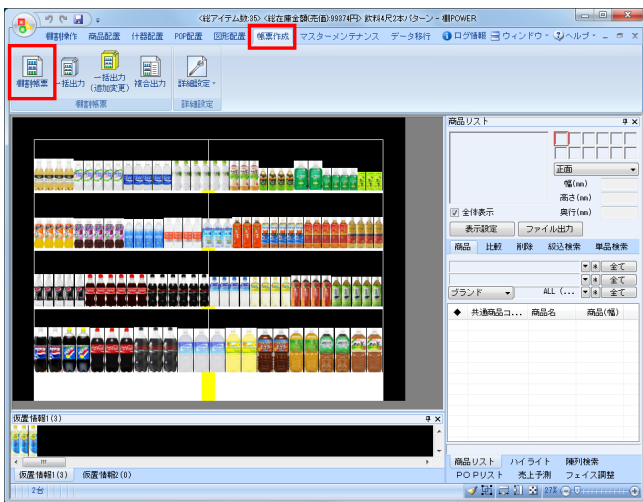 <総アイテム数:85> <総在庫金額(売価):99374円> 飲料4尺2本パターン - 棚POWER
棚割操作 商品配置 什器配置 POP配置 図形配置 帳票作成 マスターメンテナンス データ移行 ログ情報 ウィンドウ ヘルプ
棚割帳票 一括出力 一括出力(追加変更) 複合出力 詳細設定
棚割帳票 詳細設定
商品リスト
正面
幅(mm)
高さ(mm)
奥行(mm)
全体表示
表示設定 ファイル出力
商品 比較 削除 絞込検索 単品検索
* 全て
* 全て
ブランド ALL (... * 全て
◆ 共通商品コ... 商品名 商品(幅)
仮置情報1(3)
仮置情報1(3) 仮置情報2(0)
商品リスト ハイライト 陳列検索
POPリスト 売上予測 フェイス調整
2台 27%